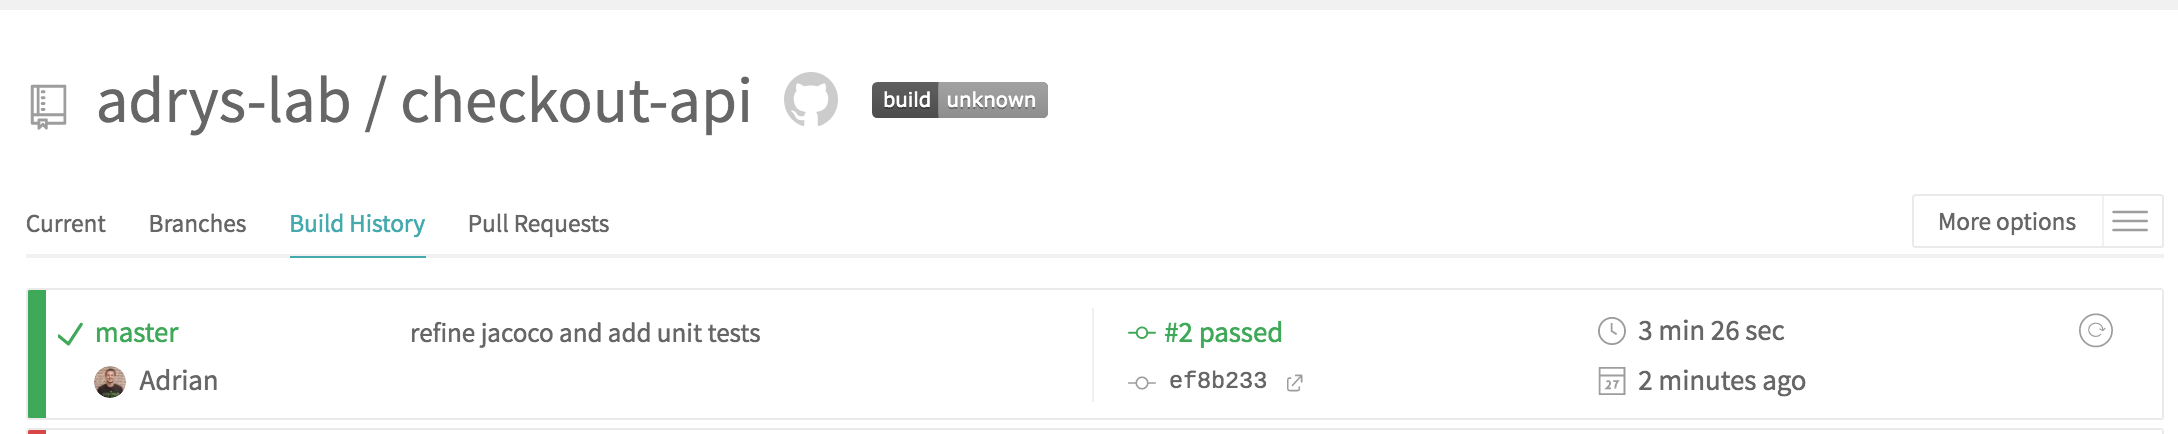 adrys-lab / checkout-api
build unknown
Current Branches Build History Pull Requests
More options
master refine jacoco and add unit tests #2 passed 3 min 26 sec
Adrian ef8b233 27 2 minutes ago